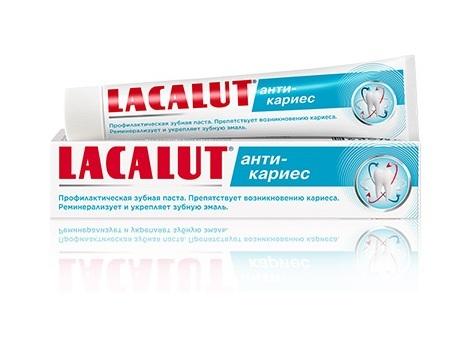 LACALUT®
анти-
кариес
Профилактическая зубная паста. Препятствует возникновению кариеса.
Реминерализует и укрепляет зубную эмаль.
LACALUT®
анти-
кариес
Профилактическая зубная паста. Препятствует возникновению кариеса.
Реминерализует и укрепляет зубную эмаль.